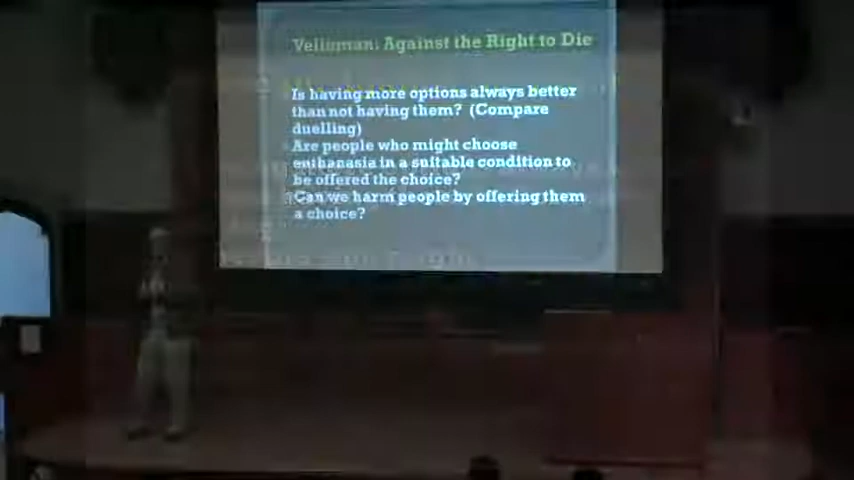 Velleman: Against the Right to Die
Is having more options always better
than not having them? (Compare
duelling)
Are people who might choose
enthanasia in a suitable condition to
be offered the choice?
Can we harm people by offering them
a choice?